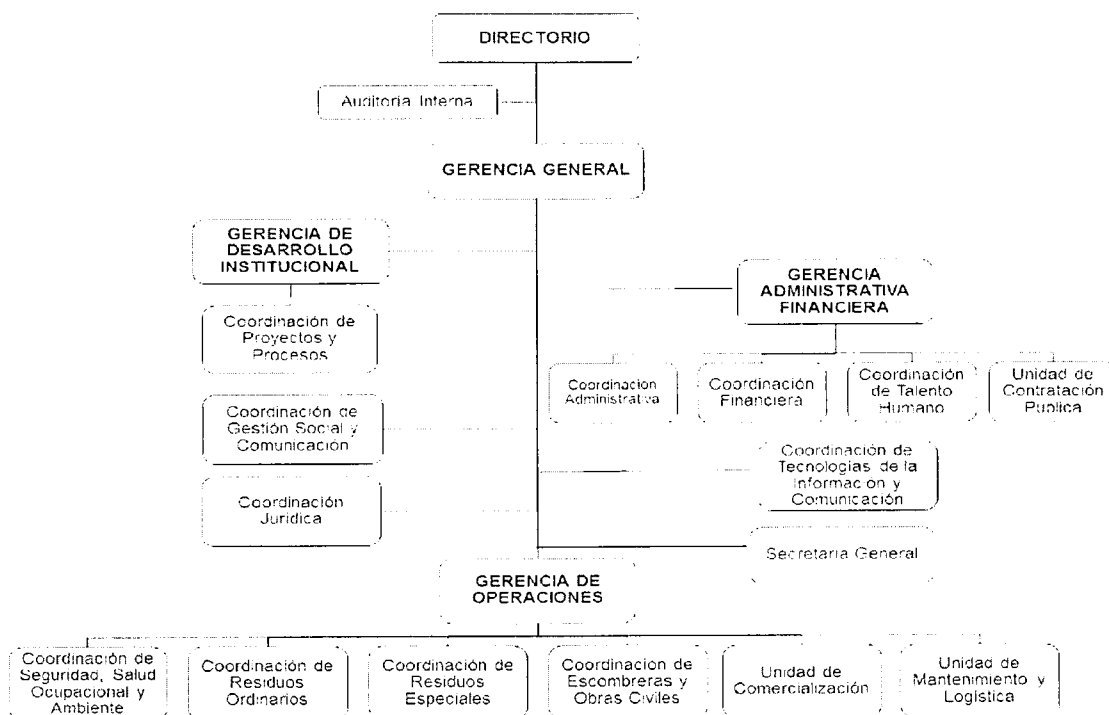 DIRECTORIO
Auditoria Interna
GERENCIA GENERAL
GERENCIA DE
DESARROLLO
INSTITUCIONAL
GERENCIA
ADMINISTRATIVA
FINANCIERA
Coordinación de
Proyectos y
Procesos
Coordinacion
Administrativa
Coordinación
Financiera
Coordinación
de Talento
Humano
Unidad de
Contratación
Publica
Coordinación de
Gestión Social y
Comunicación
Coordinación de
Tecnologias de la
Información y
Comunicación
Coordinación
Juridica
Secretaria General
GERENCIA DE
OPERACIONES
Coordinación de
Seguridad, Salud
Ocupacional y
Ambiente
Coordinación de
Residuos
Ordinarios
Coordinación de
Residuos
Especiales
Coordinacion de
Escombreras y
Obras Civiles
Unidad de
Comercialización
Unidad de
Mantenimiento y
Logística